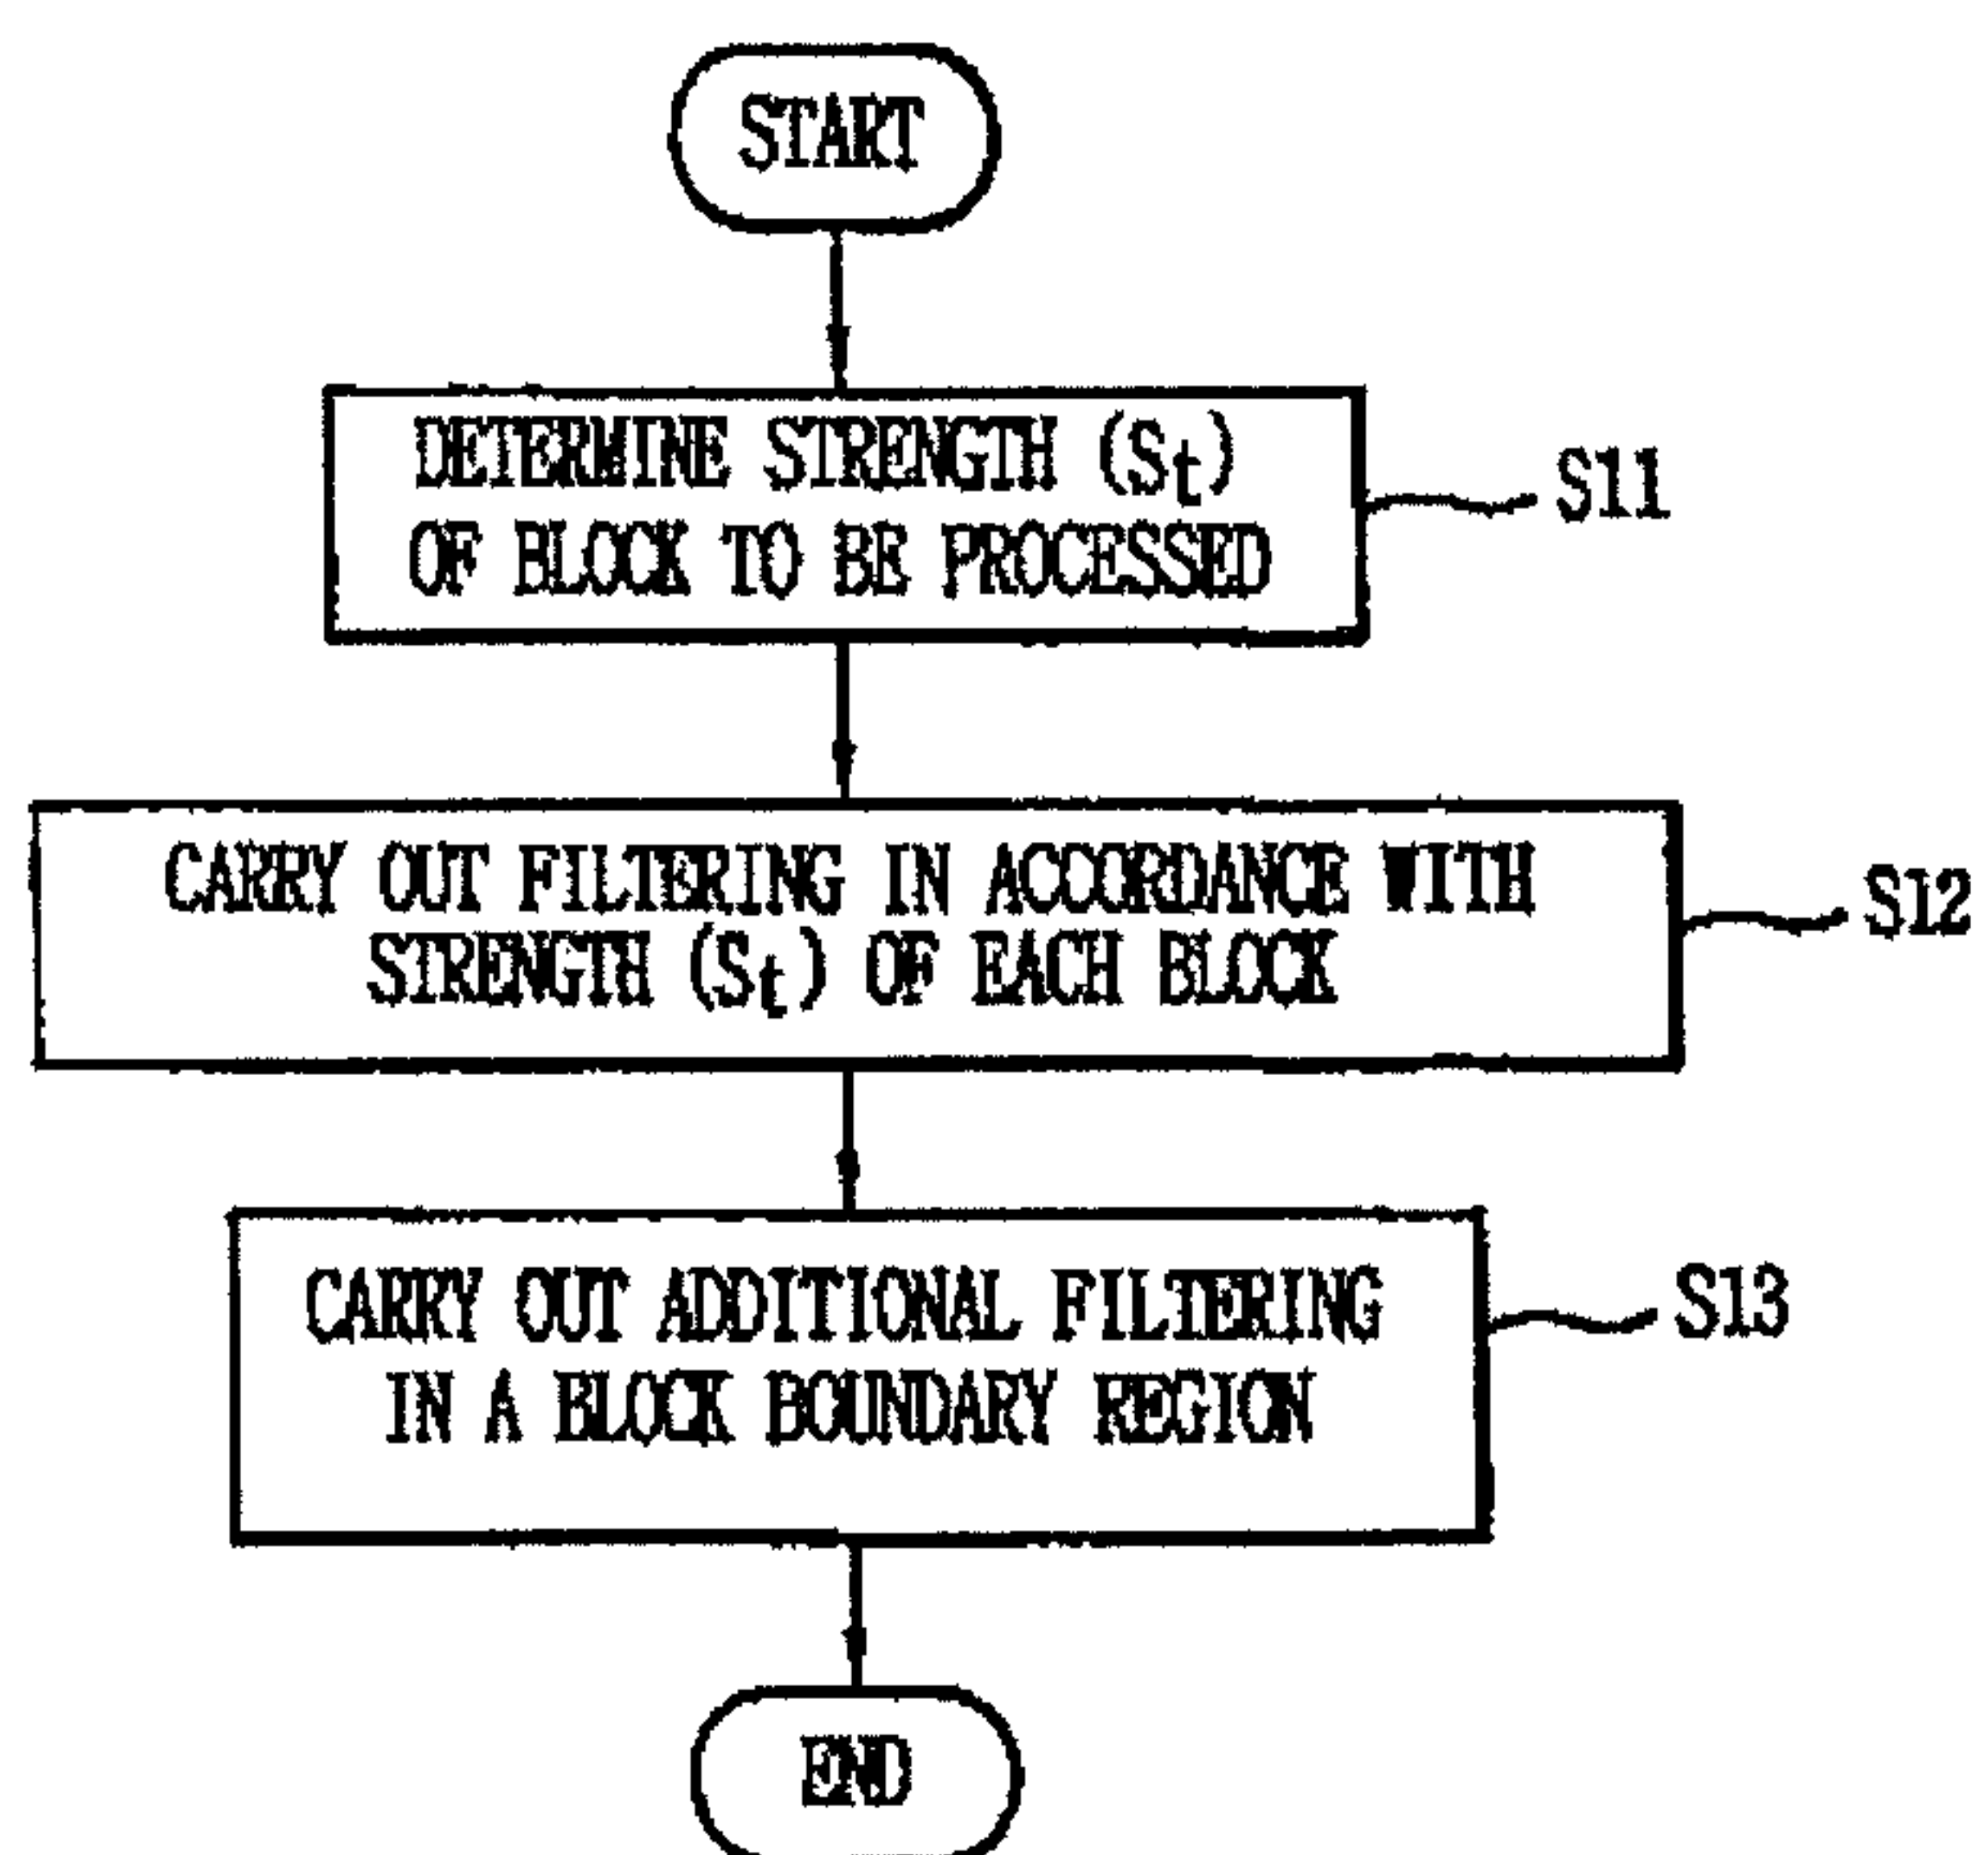 START
DETERMINE STRENGTH (St)
OF BLOCK TO BE PROCESSED
S11
CARRY OUT FILTERING IN ACCORDANCE WITH
STRENGTH (St) OF EACH BLOCK
S12
CARRY OUT ADDITIONAL FILTERING
IN A BLOCK BOUNDARY REGION
S13
END